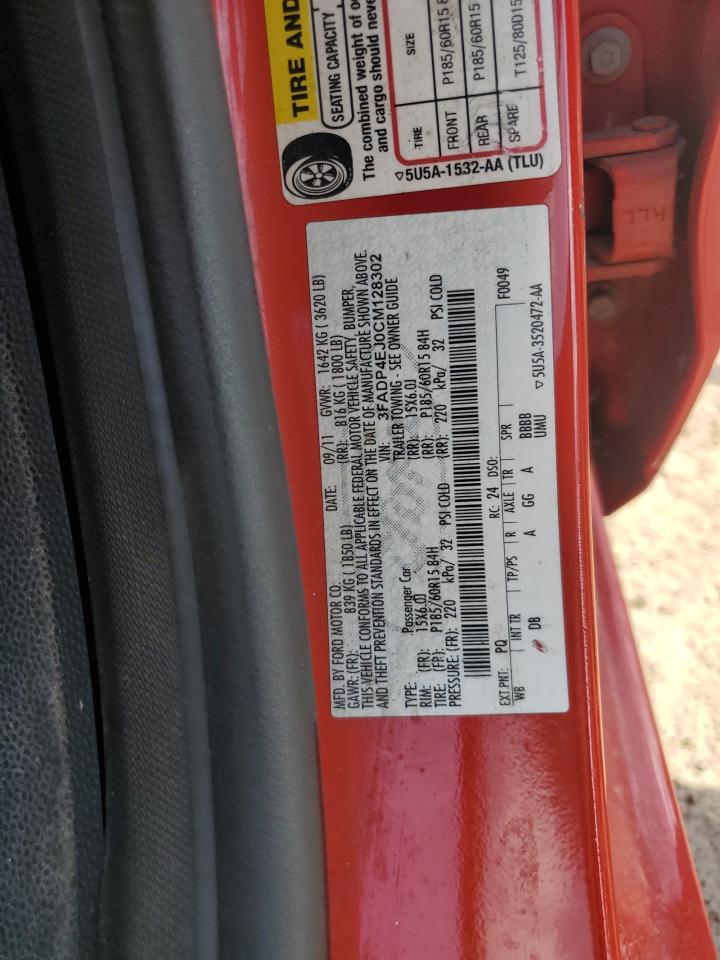 TIRE AND
SEATING CAPACITY
The combined weight of oc
and cargo should neve
TIRE SIZE
FRONT P185/60R15 8
REAR P185/60R15
SPARE T125/80D15
5U5A-1532-AA (TLU)
MFD. BY FORD MOTOR CO. DATE: 09/11 GVWR: 1642 KG ( 3620 LB)
GAWR: (FR): 839 KG ( 1850 LB) (RR): 816 KG ( 1800 LB)
THIS VEHICLE CONFORMS TO ALL APPLICABLE FEDERAL MOTOR VEHICLE SAFETY, BUMPER,
AND THEFT PREVENTION STANDARDS IN EFFECT ON THE DATE OF MANUFACTURE SHOWN ABOVE.
VIN: 3FADP4EJ0CM128302
TYPE: Passenger Car TRAILER TOWING - SEE OWNER GUIDE
RIM: (FR): 15X6.0J (RR): 15X6.0J
TIRE: (FR): P185/60R15 84H (RR): P185/60R15 84H
PRESSURE: (FR): 220 kPa/ 32 PSI COLD (RR): 220 kPa/ 32 PSI COLD
F0049
EXT PNT: PQ RC: 24 DSO:
WB INT TR TP/PS R AXLE TR SPR
DB A GG A BBBB
UMU
5U5A-3520472-AA